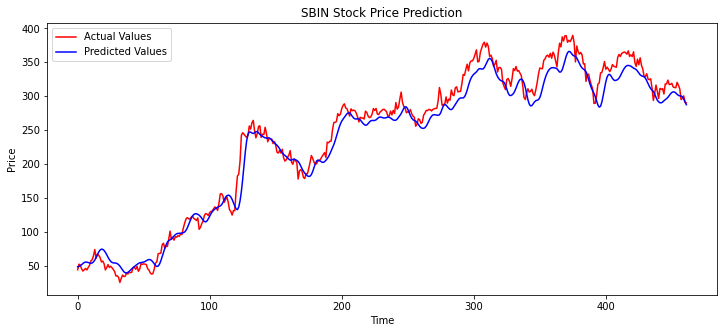 SBIN Stock Price Prediction
Actual Values
Predicted Values
400
350
300
250
200
150
100
50
Price
0 100 200 300 400
Time